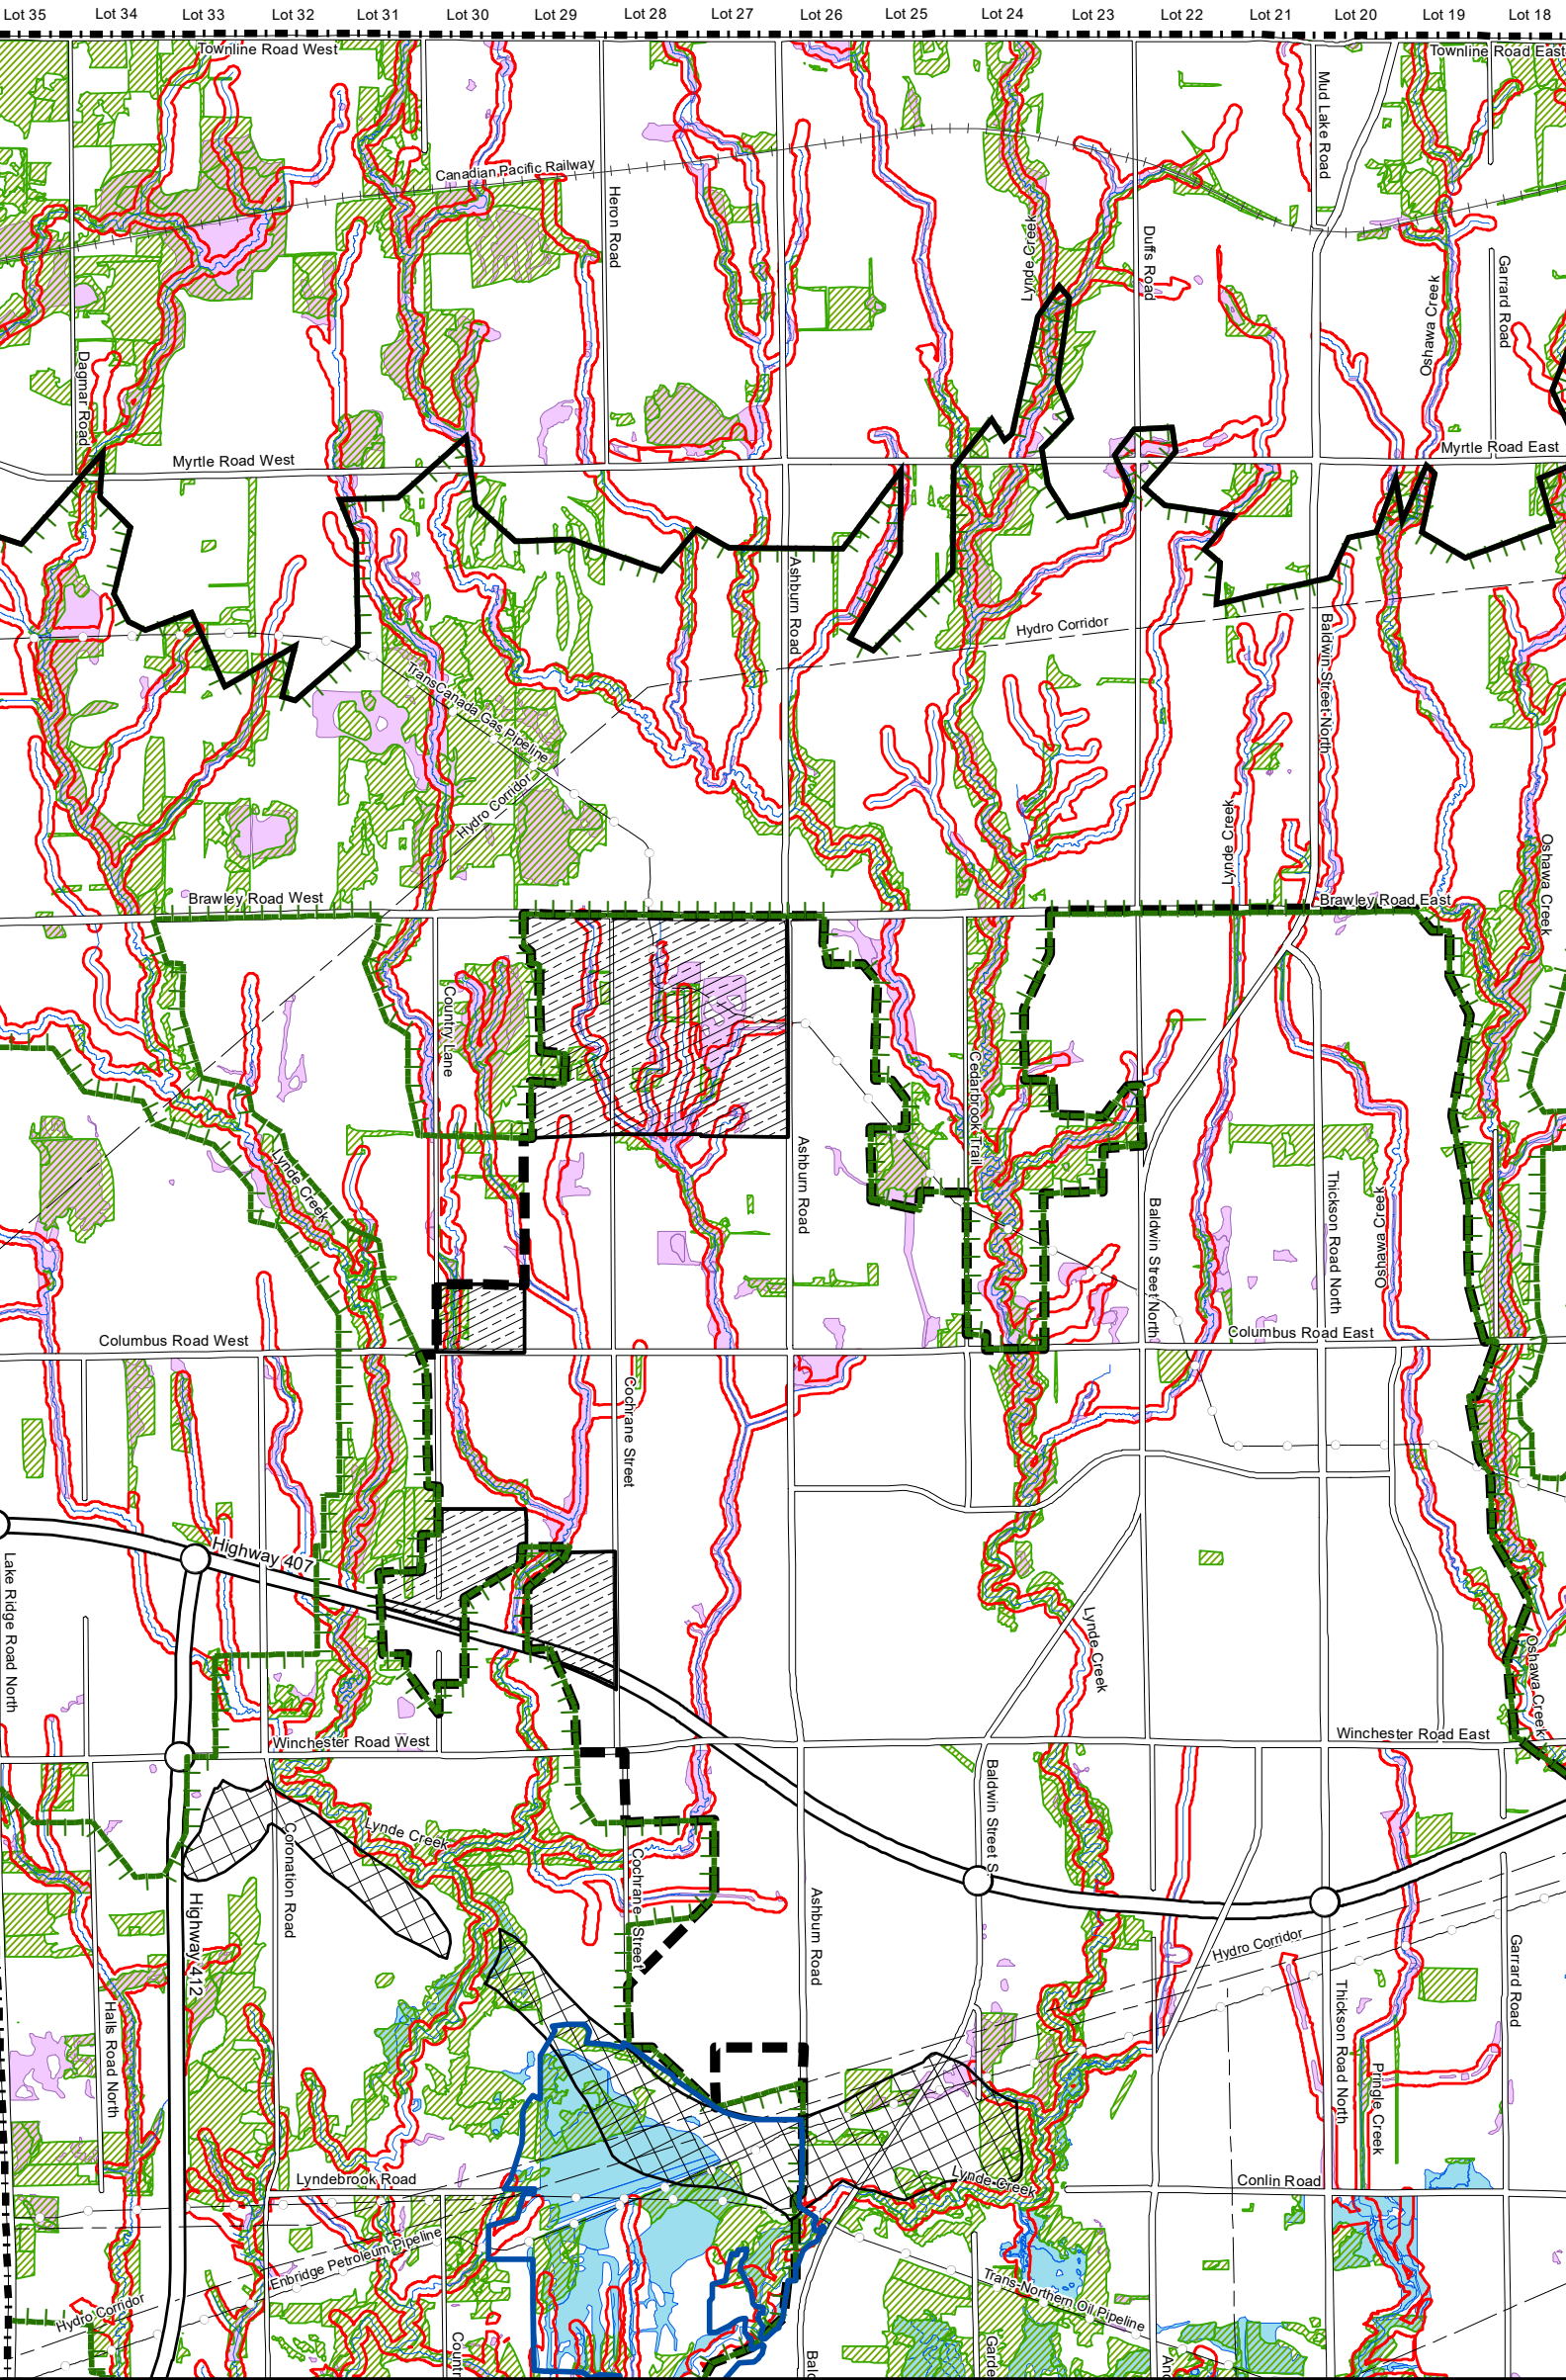 Lot 35
Lot 34
Lot 33
Lot 32
Lot 31
Lot 30
Lot 29
Lot 28
Lot 27
Lot 26
Lot 25
Lot 24
Lot 23
Lot 22
Lot 21
Lot 20
Lot 19
Lot 18
Townline Road West
Townline Road East
Mud Lake Road
Canadian Pacific Railway
Heron Road
Lynde Creek
Duffs Road
Garrard Road
Oshawa Creek
Dagmar Road
Myrtle Road West
Myrtle Road East
Ashburn Road
Hydro Corridor
Baldwin Street North
TransCanada Gas Pipeline
Hydro Corridor
Lynde Creek
Oshawa Creek
Brawley Road West
Brawley Road East
Country Lane
Cedarbrook Trail
Lynde Creek
Ashburn Road
Baldwin Street North
Thickson Road North
Oshawa Creek
Columbus Road West
Columbus Road East
Cochrane Street
Highway 407
Lake Ridge Road North
Lynde Creek
Oshawa Creek
Winchester Road West
Winchester Road East
Baldwin Street S
Lynde Creek
Coronation Road
Cochrane Street
Ashburn Road
Highway 412
Hydro Corridor
Garrard Road
Halls Road North
Thickson Road North
Pringle Creek
Lyndebrook Road
Lynde Creek
Conlin Road
Enbridge Petroleum Pipeline
Trans-Northern Oil Pipeline
Hydro Corridor
Countr
Balc
Garde
An